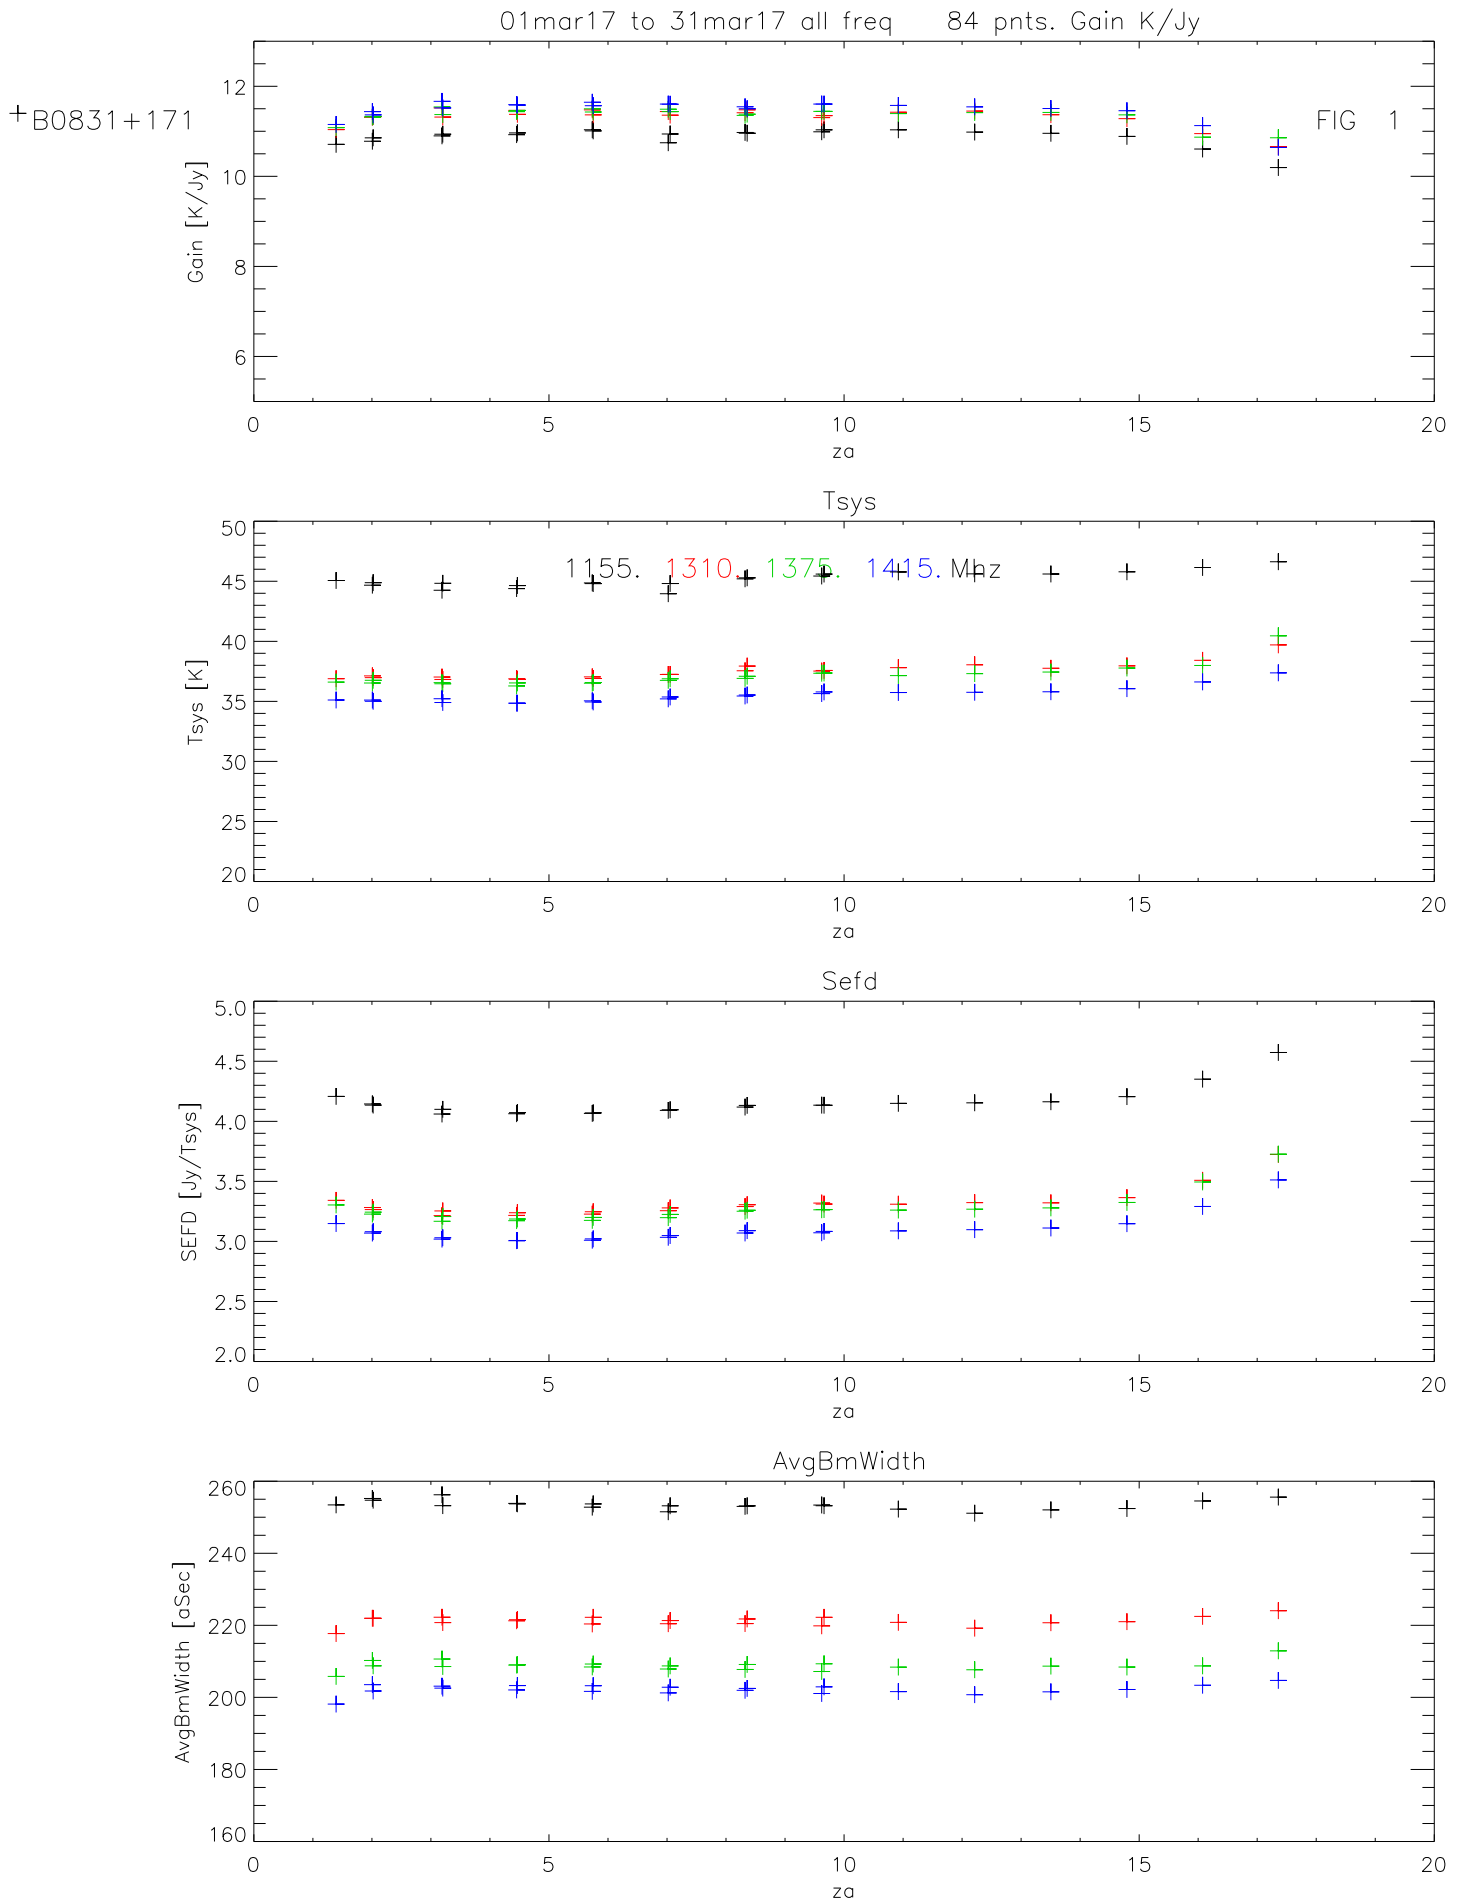 01mar17 to 31mar17 all freq 84 pnts. Gain K/Jy
+B0831+171
FIG 1
Gain [K/Jy]
12
10
8
6
0 5 10 15 20
za
Tsys
1155. 1310. 1375. 1415. Mhz
Tsys [K]
50
45
40
35
30
25
20
0 5 10 15 20
za
Sefd
SEFD [Jy/Tsys]
5.0
4.5
4.0
3.5
3.0
2.5
2.0
0 5 10 15 20
za
AvgBmWidth
AvgBmWidth [aSec]
260
240
220
200
180
160
0 5 10 15 20
za